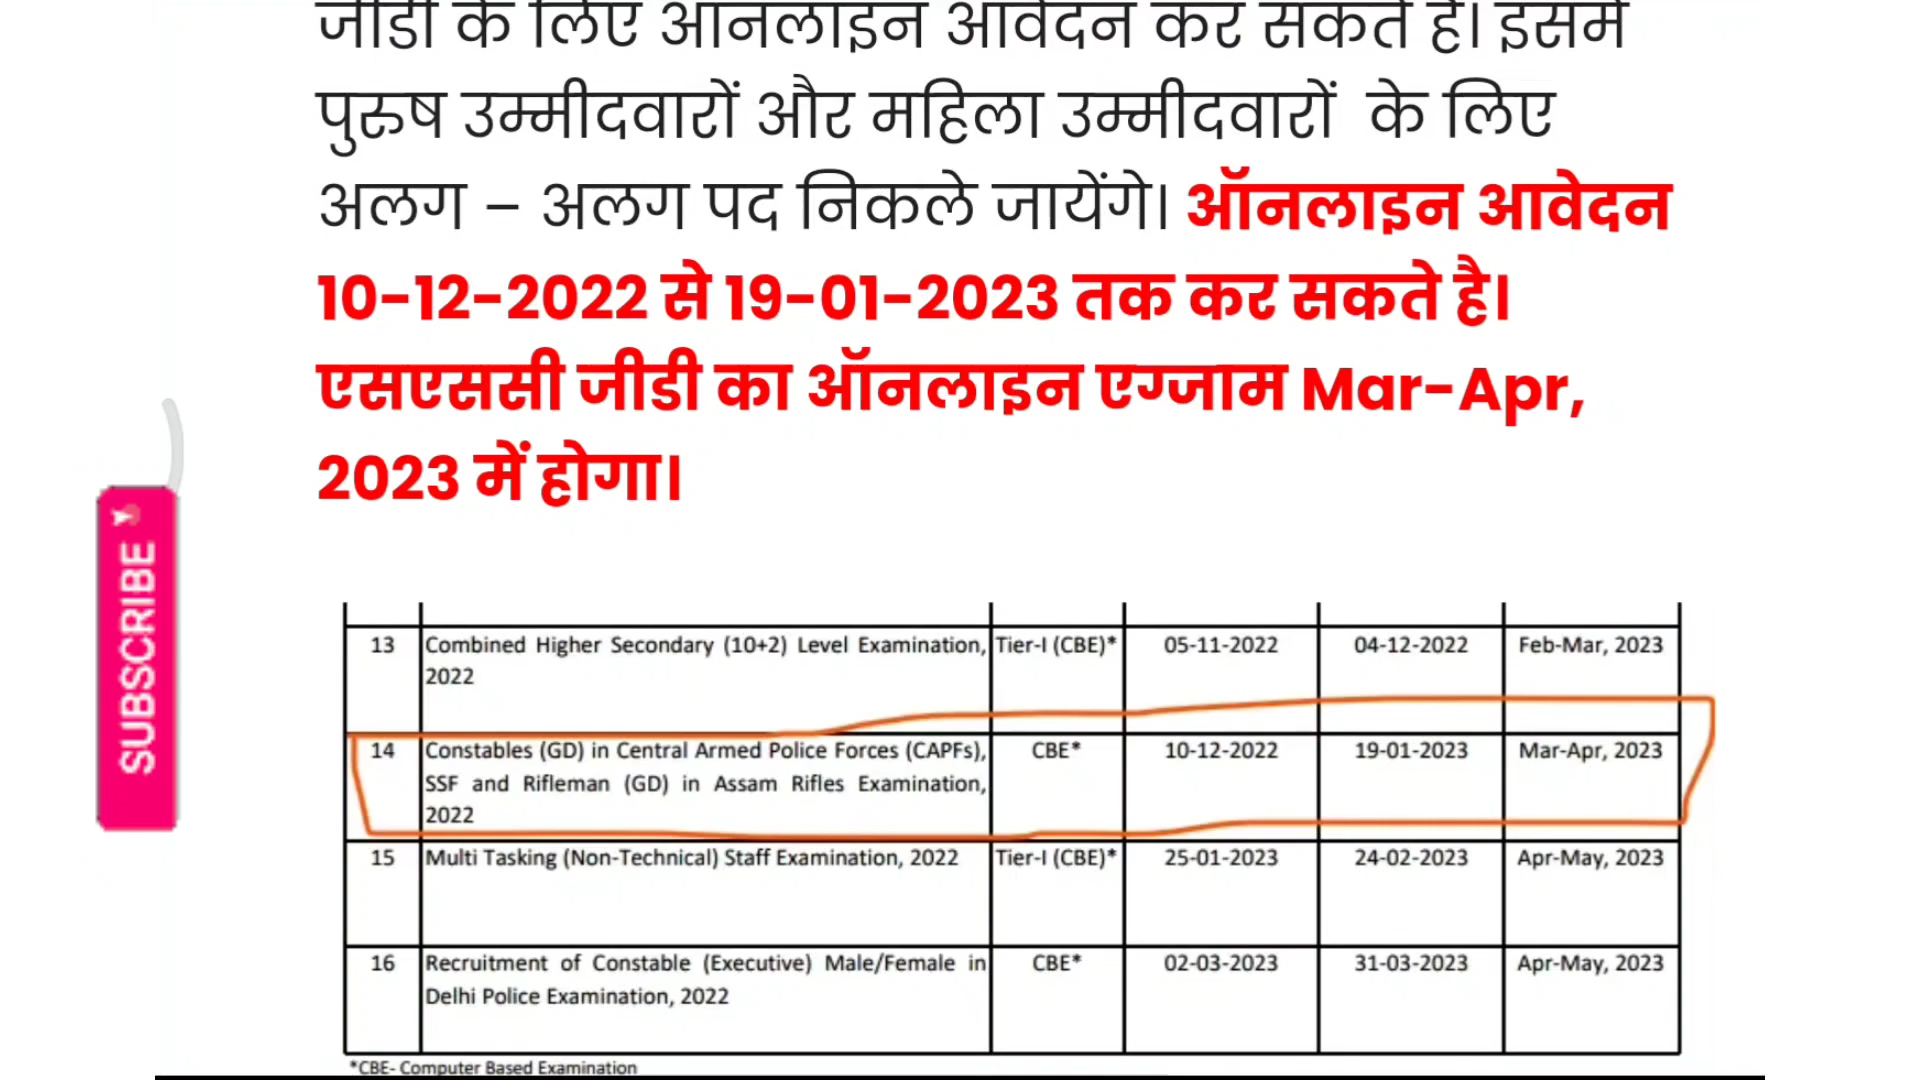 जीडी के लिए ऑनलाइन आवेदन कर सकते है। इसमें
पुरुष उम्मीदवारों और महिला उम्मीदवारों के लिए
अलग – अलग पद निकले जायेंगे। ऑनलाइन आवेदन
10-12-2022 से 19-01-2023 तक कर सकते है।
एसएससी जीडी का ऑनलाइन एग्जाम Mar-Apr,
2023 में होगा।
SUBSCRIBE
13 Combined Higher Secondary (10+2) Level Examination, Tier-I (CBE)* 05-11-2022 04-12-2022 Feb-Mar, 2023
2022
14 Constables (GD) in Central Armed Police Forces (CAPFs), CBE* 10-12-2022 19-01-2023 Mar-Apr, 2023
SSF and Rifleman (GD) in Assam Rifles Examination,
2022
15 Multi Tasking (Non-Technical) Staff Examination, 2022 Tier-I (CBE)* 25-01-2023 24-02-2023 Apr-May, 2023
16 Recruitment of Constable (Executive) Male/Female in CBE* 02-03-2023 31-03-2023 Apr-May, 2023
Delhi Police Examination, 2022
*CBE- Computer Based Examination